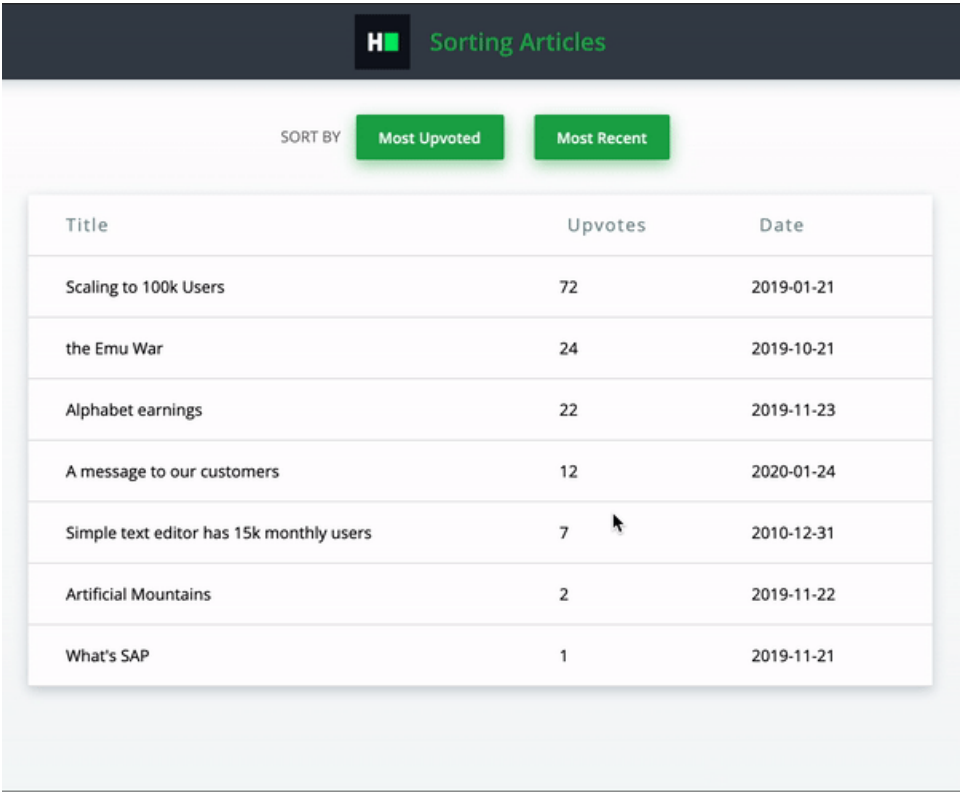 H
Sorting Articles
SORT BY Most Upvoted Most Recent
Title Upvotes Date
Scaling to 100k Users 72 2019-01-21
the Emu War 24 2019-10-21
Alphabet earnings 22 2019-11-23
A message to our customers 12 2020-01-24
Simple text editor has 15k monthly users 7 2010-12-31
Artificial Mountains 2 2019-11-22
What's SAP 1 2019-11-21